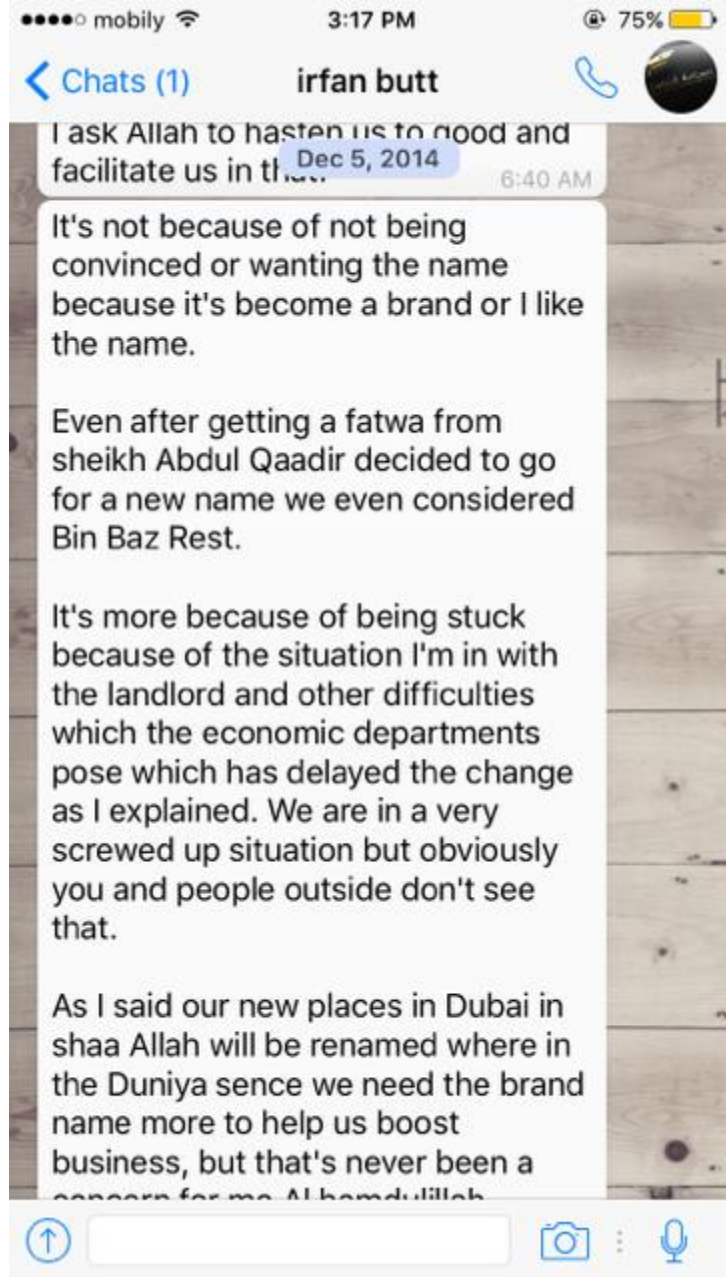 mobily
3:17 PM
75%
Chats (1)
irfan butt
I ask Allah to hasten us to good and
facilitate us in
Dec 5, 2014
6:40 AM
It's not because of not being
convinced or wanting the name
because it's become a brand or I like
the name.
Even after getting a fatwa from
sheikh Abdul Qaadir decided to go
for a new name we even considered
Bin Baz Rest.
It's more because of being stuck
because of the situation I'm in with
the landlord and other difficulties
which the economic departments
pose which has delayed the change
as I explained. We are in a very
screwed up situation but obviously
you and people outside don't see
that.
As I said our new places in Dubai in
shaa Allah will be renamed where in
the Duniya sence we need the brand
name more to help us boost
business, but that's never been a
concern for me Al hamdulillah